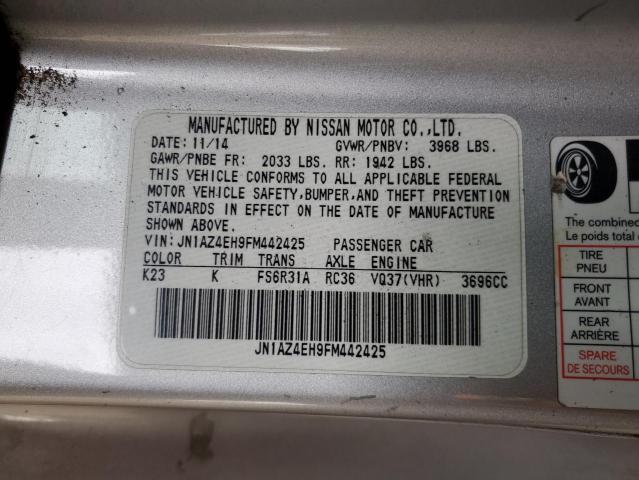 MANUFACTURED BY NISSAN MOTOR CO.,LTD.
DATE: 11/14 GVWR/PNBV: 3968 LBS.
GAWR/PNBE FR: 2033 LBS. RR: 1942 LBS.
THIS VEHICLE CONFORMS TO ALL APPLICABLE FEDERAL
MOTOR VEHICLE SAFETY,BUMPER,AND THEFT PREVENTION
STANDARDS IN EFFECT ON THE DATE OF MANUFACTURE
SHOWN ABOVE.
VIN: JN1AZ4EH9FM442425 PASSENGER CAR
COLOR TRIM TRANS AXLE ENGINE
K23 K FS6R31A RC36 VQ37(VHR) 3696CC
JN1AZ4EH9FM442425
The combined
Le poids total
TIRE
PNEU
FRONT
AVANT
REAR
ARRIÈRE
SPARE
DE SECOURS